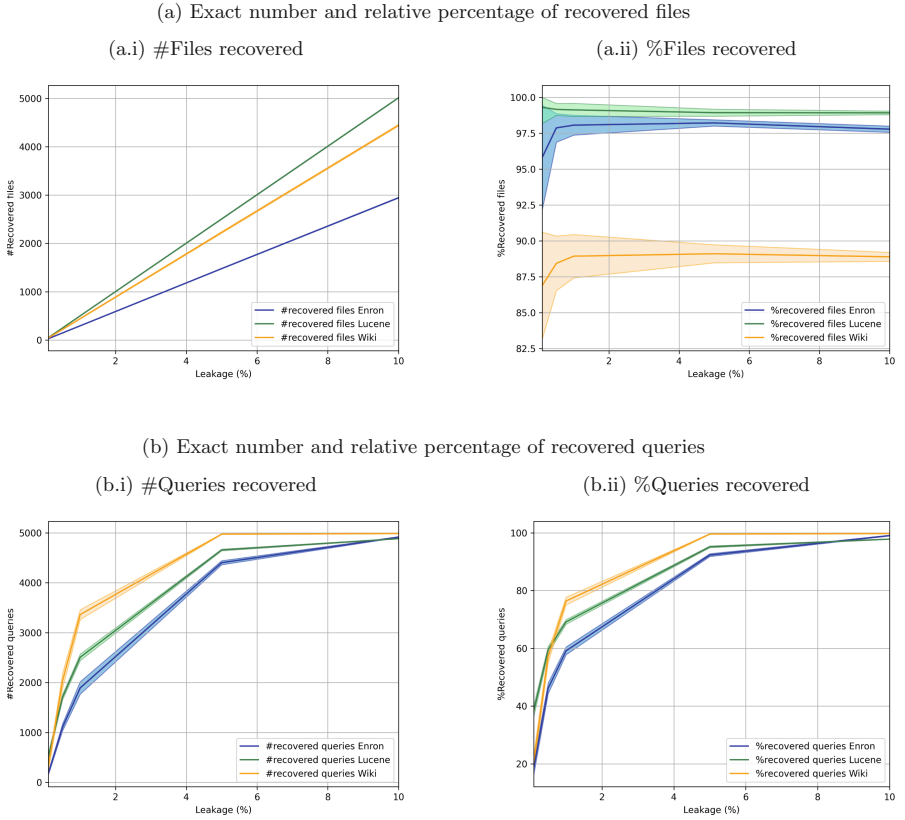 (a) Exact number and relative percentage of recovered files
(a.i) #Files recovered
5000
4000
3000
2000
1000
0
#Recovered files
2
4
6
8
10
Leakage (%)
#recovered files Enron
#recovered files Lucene
#recovered files Wiki
(a.ii) %Files recovered
100.0
97.5
95.0
92.5
90.0
87.5
85.0
82.5
%Recovered files
2
4
6
8
10
Leakage (%)
%recovered files Enron
%recovered files Lucene
%recovered files Wiki
(b) Exact number and relative percentage of recovered queries
(b.i) #Queries recovered
5000
4000
3000
2000
1000
0
#Recovered queries
2
4
6
8
10
Leakage (%)
#recovered queries Enron
#recovered queries Lucene
#recovered queries Wiki
(b.ii) %Queries recovered
100
80
60
40
20
%Recovered queries
2
4
6
8
10
Leakage (%)
%recovered queries Enron
%recovered queries Lucene
%recovered queries Wiki